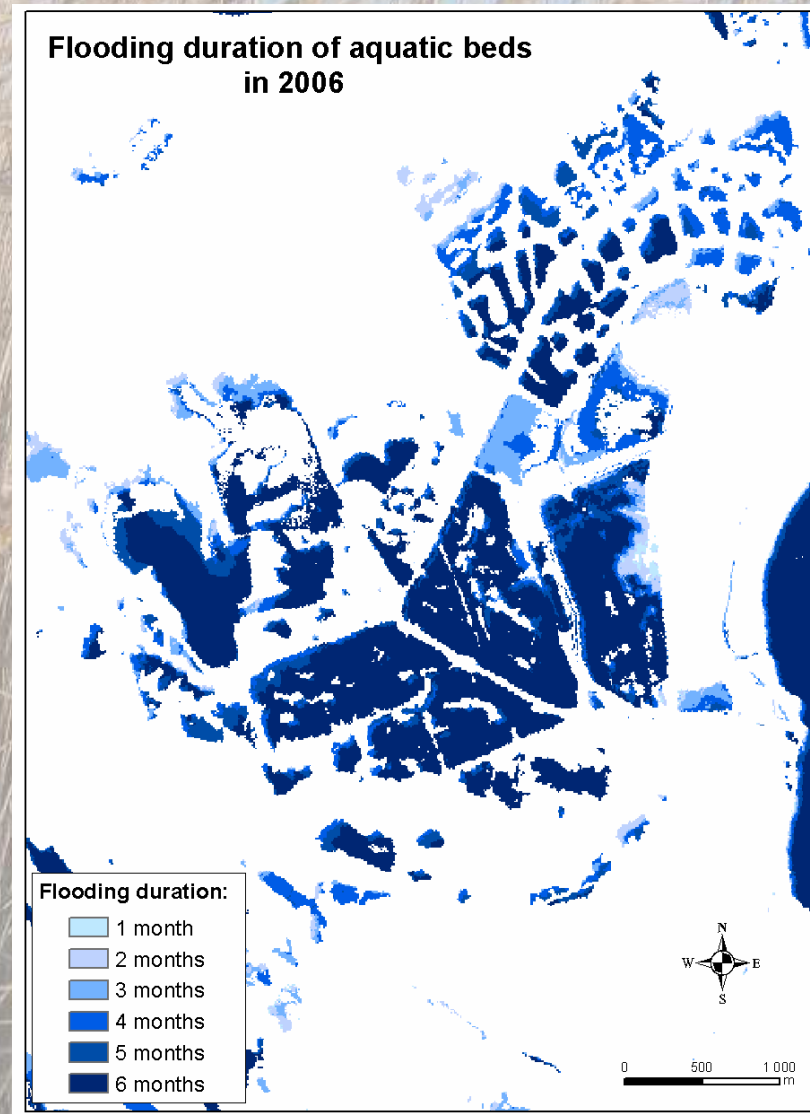 Flooding duration of aquatic beds
in 2006
Flooding duration:
1 month
2 months
3 months
4 months
5 months
6 months
N
W E
S
0 500 1 000
m